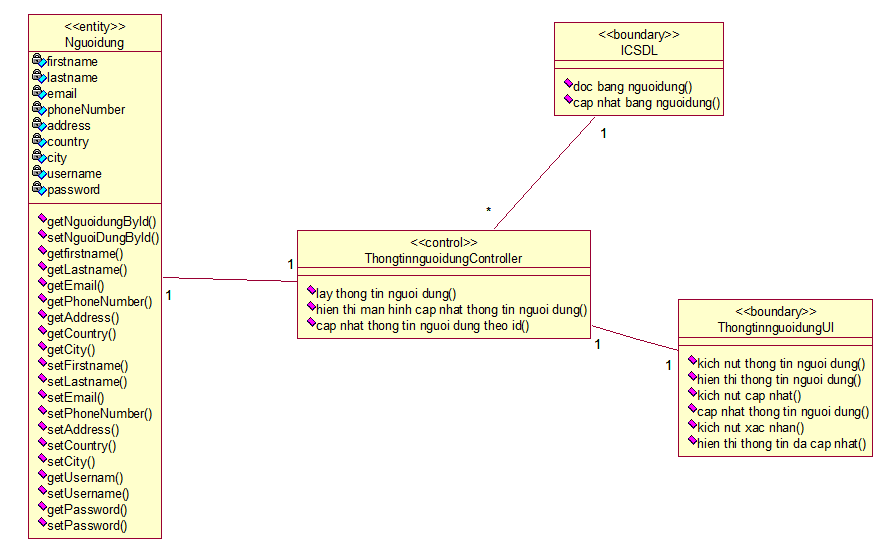 <<entity>>
Nguoidung
firstname
lastname
email
phoneNumber
address
country
city
username
password
getNguoidungById()
setNguoiDungById()
getfirstname()
getLastname()
getEmail()
getPhoneNumber()
getAddress()
getCountry()
getCity()
setFirstname()
setLastname()
setEmail()
setPhoneNumber()
setAddress()
setCountry()
setCity()
getUsernam()
setUsername()
getPassword()
setPassword()
<<boundary>>
ICSDL
doc bang nguoidung()
cap nhat bang nguoidung()
1
*
<<control>>
ThongtinnguoidungController
lay thong tin nguoi dung()
hien thi man hinh cap nhat thong tin nguoi dung()
cap nhat thong tin nguoi dung theo id()
1
1
1
1
<<boundary>>
ThongtinnguoidungUI
kich nut thong tin nguoi dung()
hien thi thong tin nguoi dung()
kich nut cap nhat()
cap nhat thong tin nguoi dung()
kich nut xac nhan()
hien thi thong tin da cap nhat()